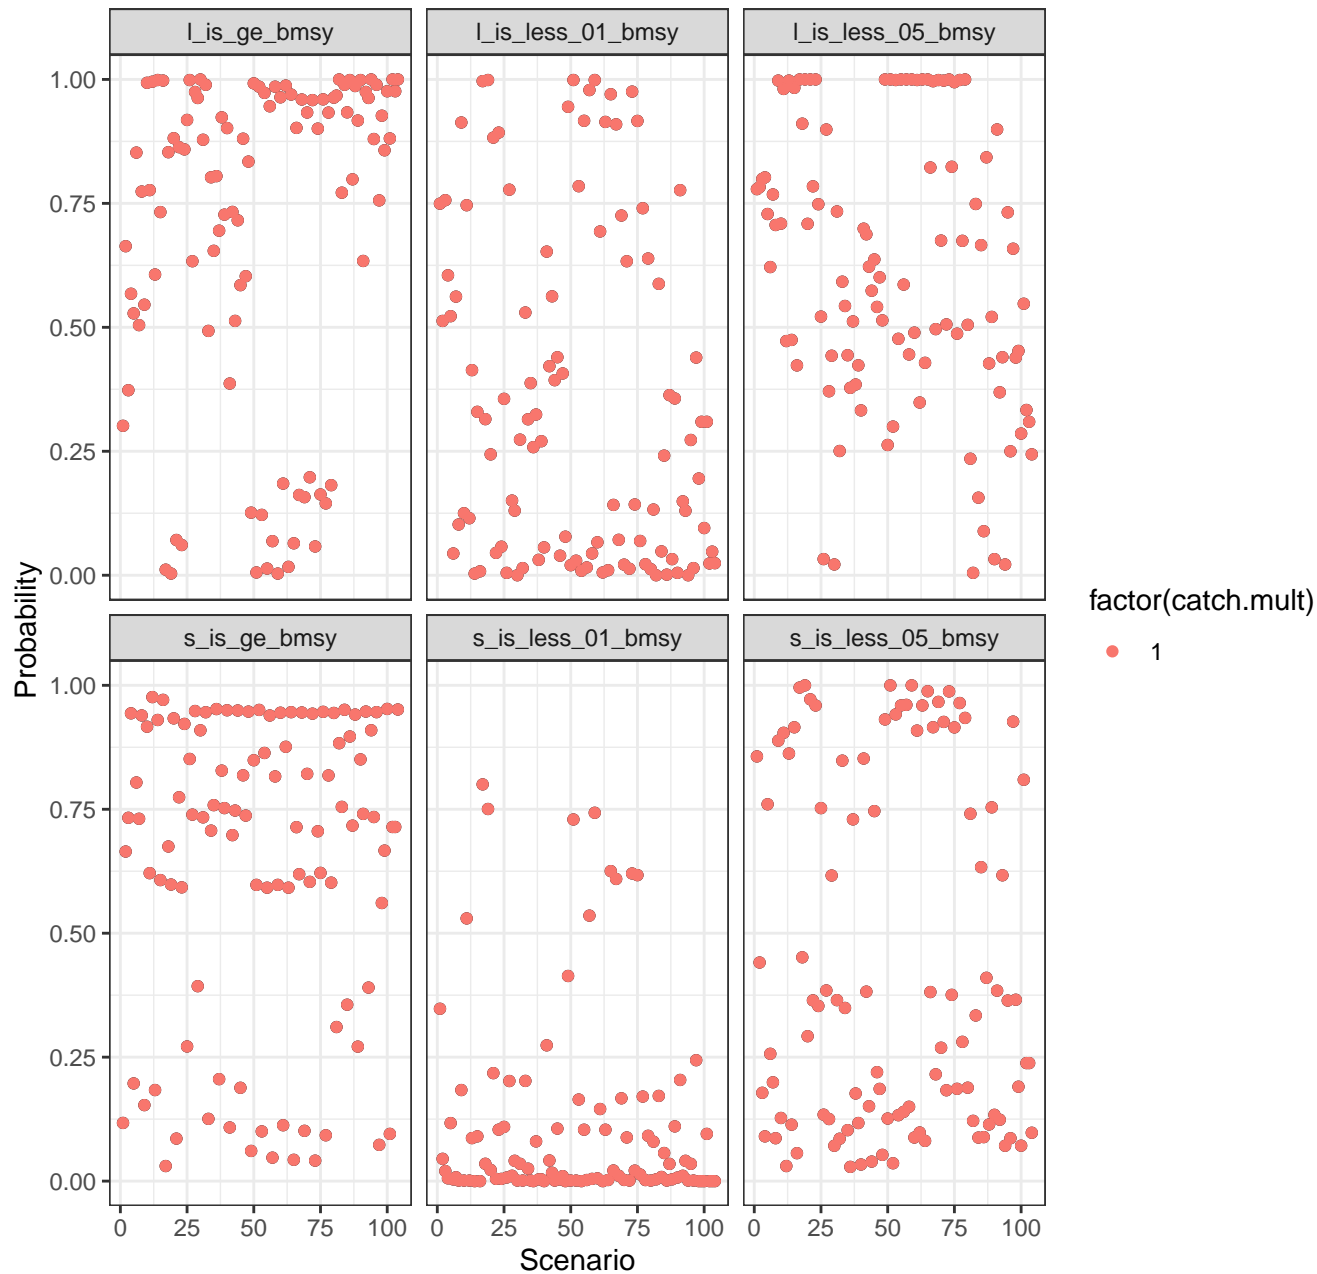 l_is_ge_bmsy
l_is_less_01_bmsy
l_is_less_05_bmsy
1.00
0.75
0.50
0.25
0.00
s_is_ge_bmsy
s_is_less_01_bmsy
s_is_less_05_bmsy
1.00
0.75
0.50
0.25
0.00
0 25 50 75 100
0 25 50 75 100
0 25 50 75 100
Probability
Scenario
factor(catch.mult)
1